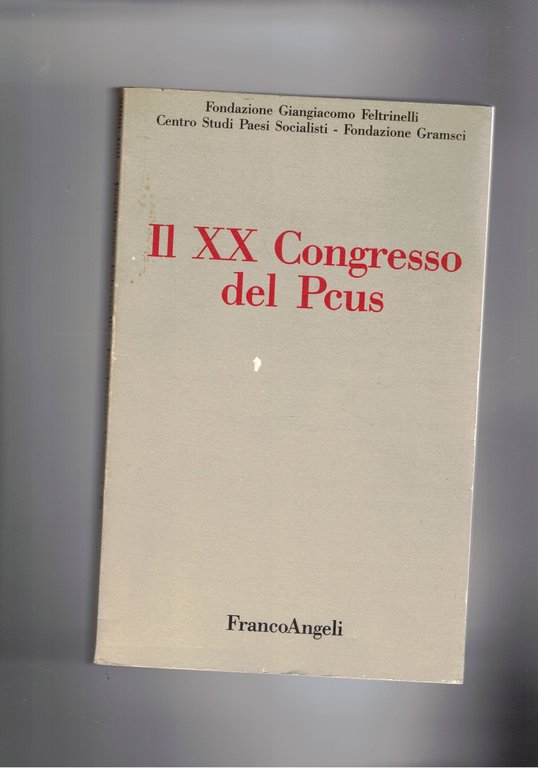 Fondazione Giangiacomo Feltrinelli
Centro Studi Paesi Socialisti - Fondazione Gramsci
Il XX Congresso
del Pcus
FrancoAngeli